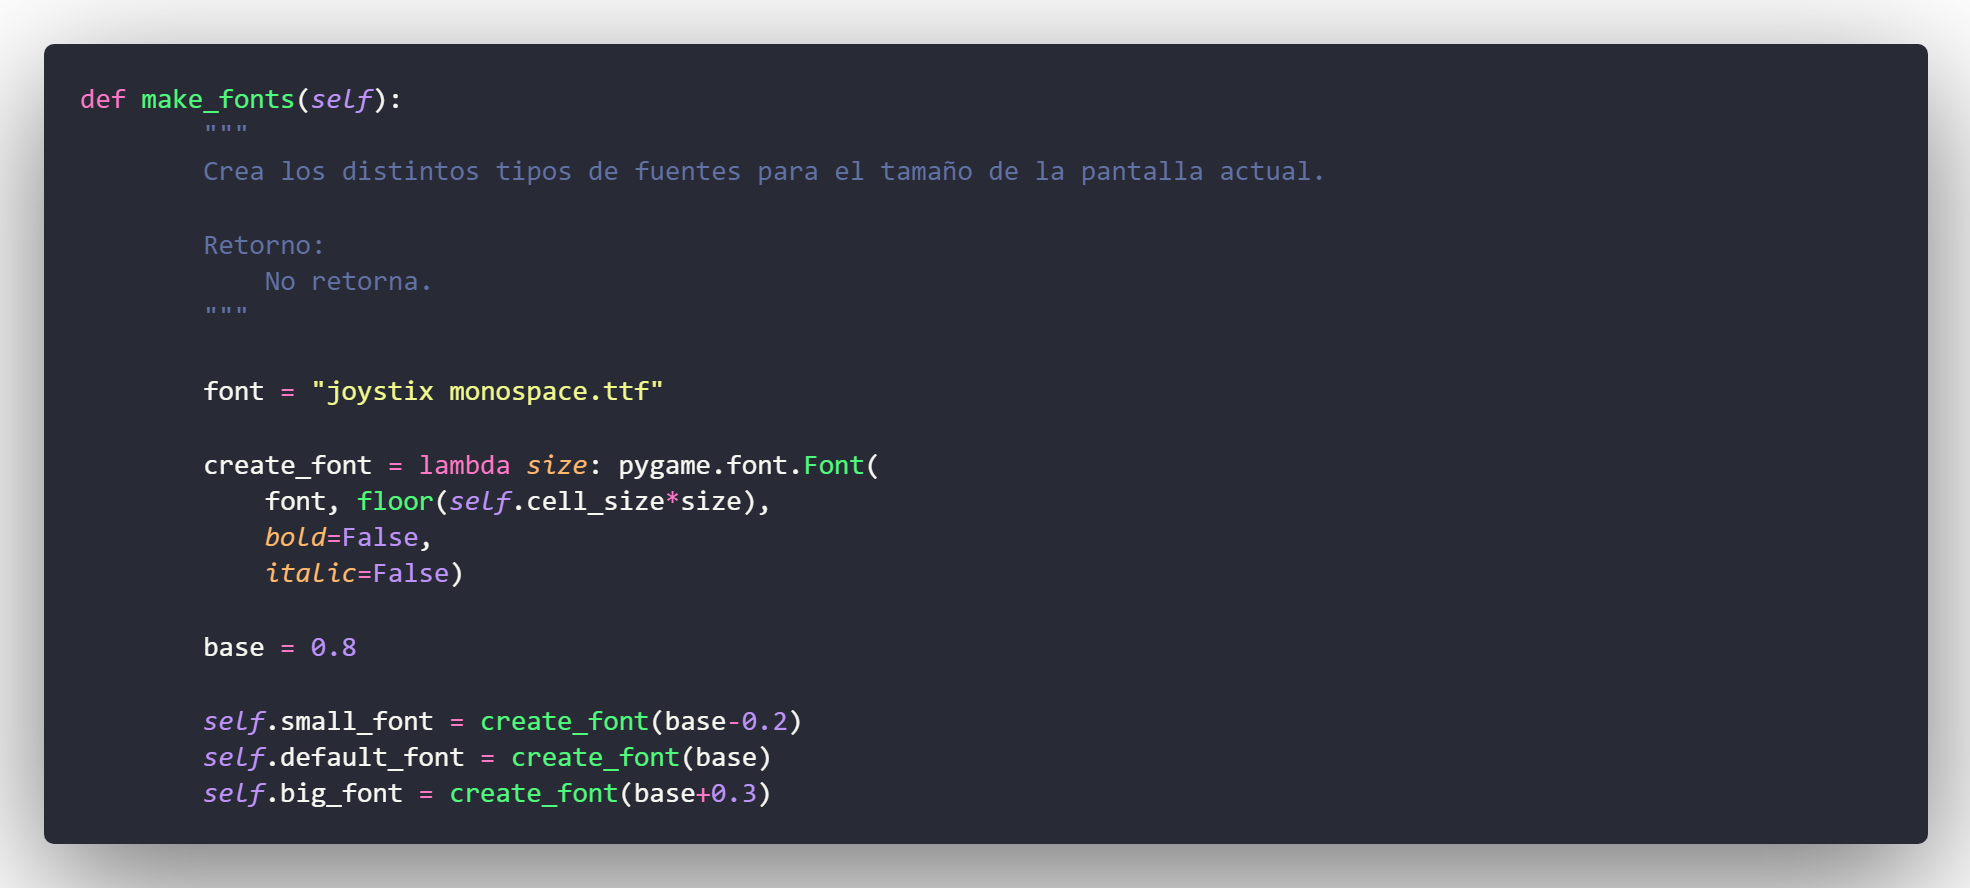 def make_fonts(self):
        """
        Crea los distintos tipos de fuentes para el tamaño de la pantalla actual.

        Retorno:
            No retorna.
        """

        font = "joystix monospace.ttf"

        create_font = lambda size: pygame.font.Font(
            font, floor(self.cell_size*size),
            bold=False,
            italic=False)

        base = 0.8

        self.small_font = create_font(base-0.2)
        self.default_font = create_font(base)
        self.big_font = create_font(base+0.3)